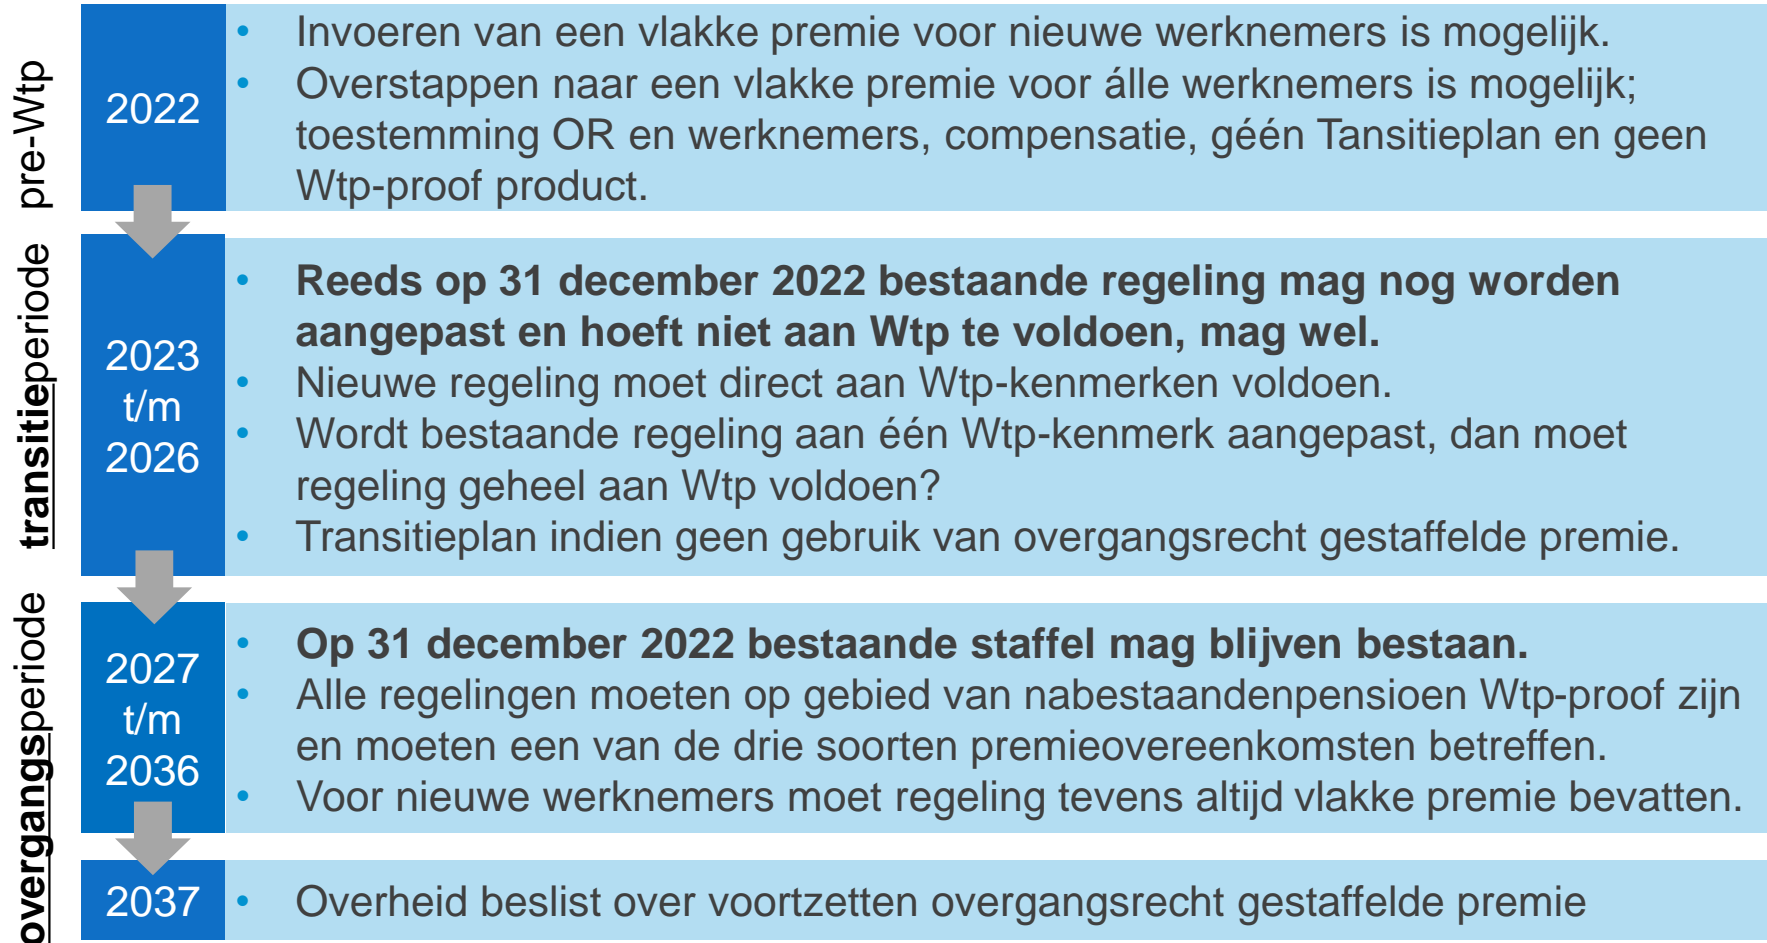 pre-Wtp
2022
• Invoeren van een vlakke premie voor nieuwe werknemers is mogelijk.
• Overstappen naar een vlakke premie voor álle werknemers is mogelijk;
toestemming OR en werknemers, compensatie, géén Tansitieplan en geen
Wtp-proof product.
transitieperiode
2023
t/m
2026
• Reeds op 31 december 2022 bestaande regeling mag nog worden
aangepast en hoeft niet aan Wtp te voldoen, mag wel.
• Nieuwe regeling moet direct aan Wtp-kenmerken voldoen.
• Wordt bestaande regeling aan één Wtp-kenmerk aangepast, dan moet
regeling geheel aan Wtp voldoen?
• Transitieplan indien geen gebruik van overgangsrecht gestaffelde premie.
overgangsperiode
2027
t/m
2036
• Op 31 december 2022 bestaande staffel mag blijven bestaan.
• Alle regelingen moeten op gebied van nabestaandenpensioen Wtp-proof zijn
en moeten een van de drie soorten premieovereenkomsten betreffen.
• Voor nieuwe werknemers moet regeling tevens altijd vlakke premie bevatten.
2037
• Overheid beslist over voortzetten overgangsrecht gestaffelde premie